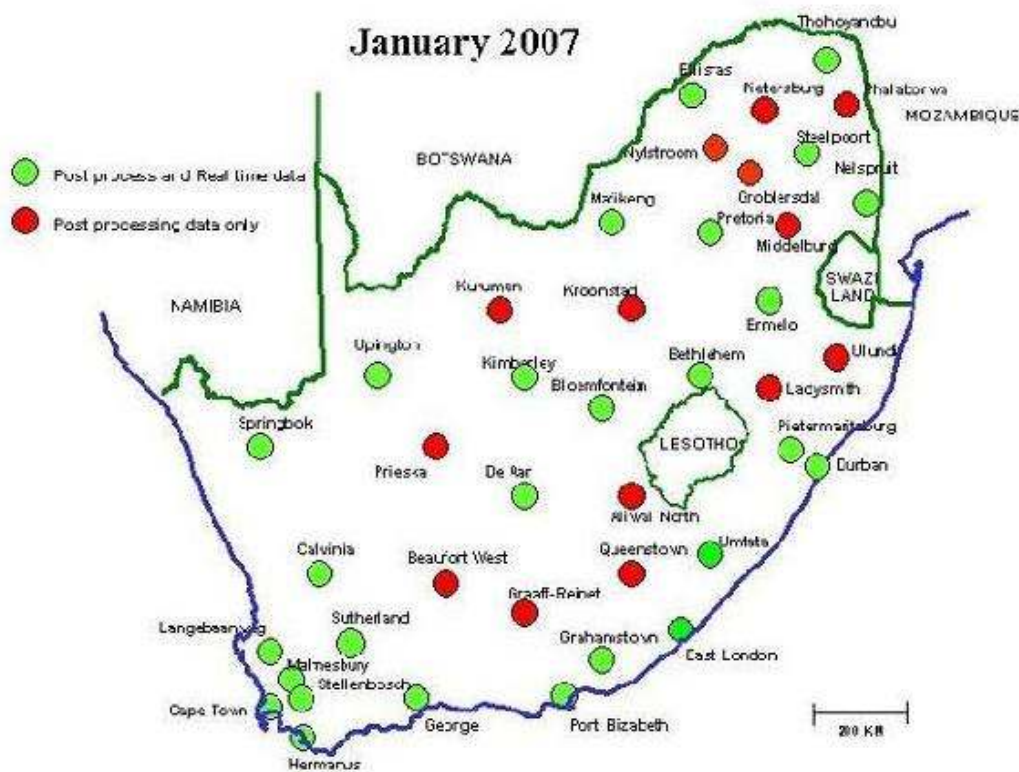 January 2007
Thohoyandou
Ellisras
Pietersburg
Phalaborwa
MOZAMBIQUE
BOTSWANA
Nylstroom
Steelpoort
Post process and Real time data
Nelspruit
Groblersdal
Mafikeng
Pretoria
Post processing data only
Middelburg
SWAZI
LAND
Kuruman
Kroonstad
NAMIBIA
Ermelo
Upington
Kimberley
Bethlehem
Ulundi
Bloemfontein
Ladysmith
Springbok
Pietermaritzburg
LESOTHO
Durban
Prieska
De Aar
Aliwal North
Umtata
Calvinia
Beaufort West
Queenstown
Graaff-Reinet
Sutherland
Langebaanweg
Grahamstown
East London
Malmesbury
Stellenbosch
Cape Town
George
Port Elizabeth
200 KM
Hermanus